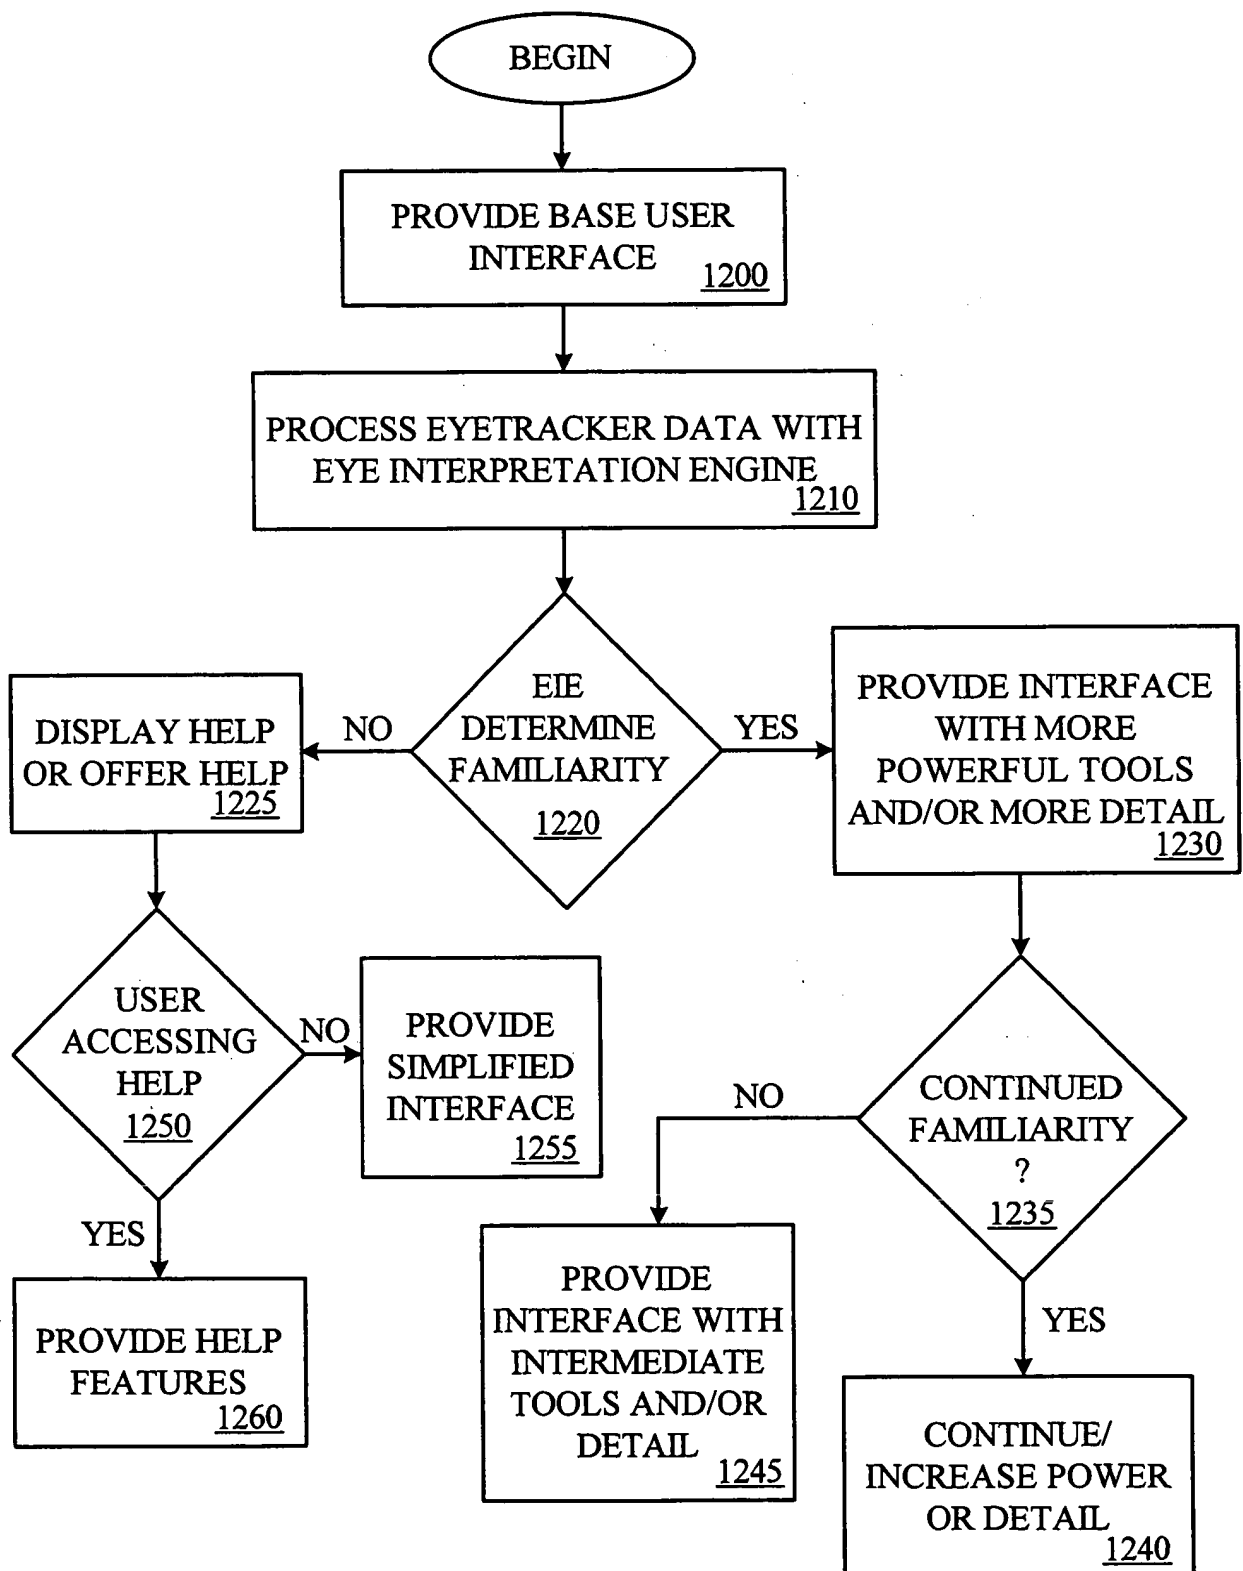 BEGIN
PROVIDE BASE USER
INTERFACE
1200
PROCESS EYETRACKER DATA WITH
EYE INTERPRETATION ENGINE
1210
EIE
DETERMINE
FAMILIARITY
1220
NO
YES
DISPLAY HELP
OR OFFER HELP
1225
PROVIDE INTERFACE
WITH MORE
POWERFUL TOOLS
AND/OR MORE DETAIL
1230
USER
ACCESSING
HELP
1250
NO
PROVIDE
SIMPLIFIED
INTERFACE
1255
YES
PROVIDE HELP
FEATURES
1260
CONTINUED
FAMILIARITY
?
1235
NO
PROVIDE
INTERFACE WITH
INTERMEDIATE
TOOLS AND/OR
DETAIL
1245
YES
CONTINUE/
INCREASE POWER
OR DETAIL
1240